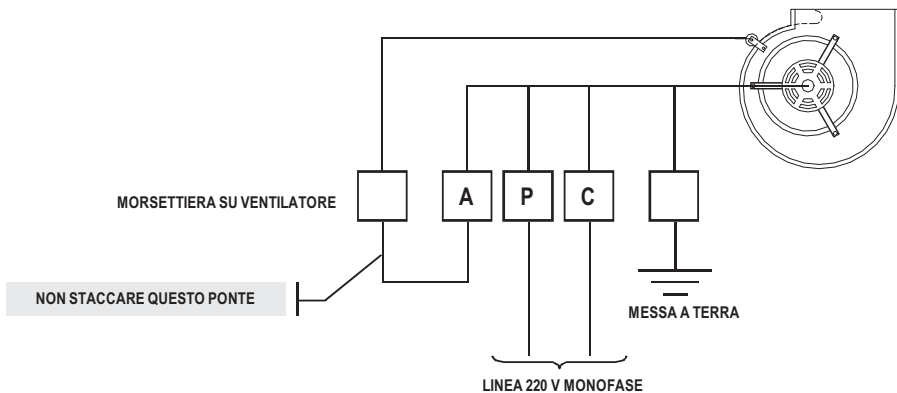 MORSETTIERA SU VENTILATORE
A
P
C
NON STACCARE QUESTO PONTE
MESSA A TERRA
LINEA 220 V MONOFASE